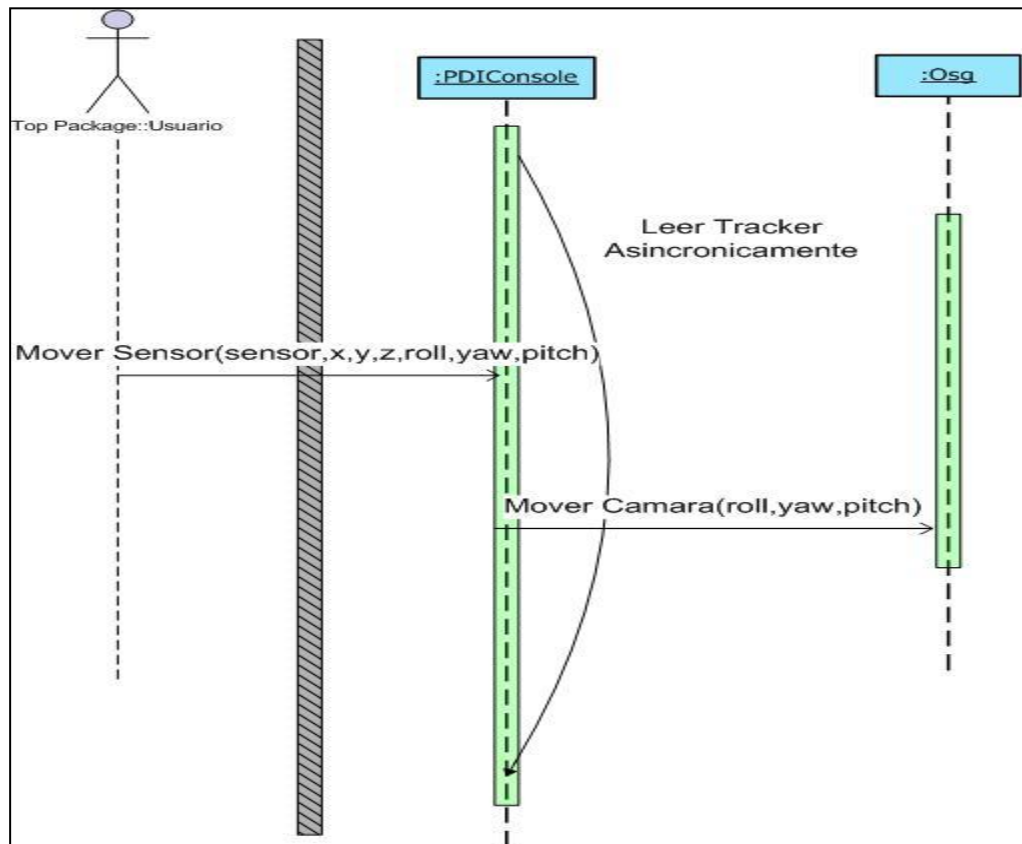 :PDIConsole
:Osg
Top Package::Usuario
Leer Tracker
Asincronicamente
Mover Sensor(sensor,x,y,z,roll,yaw,pitch)
Mover Camara(roll,yaw,pitch)